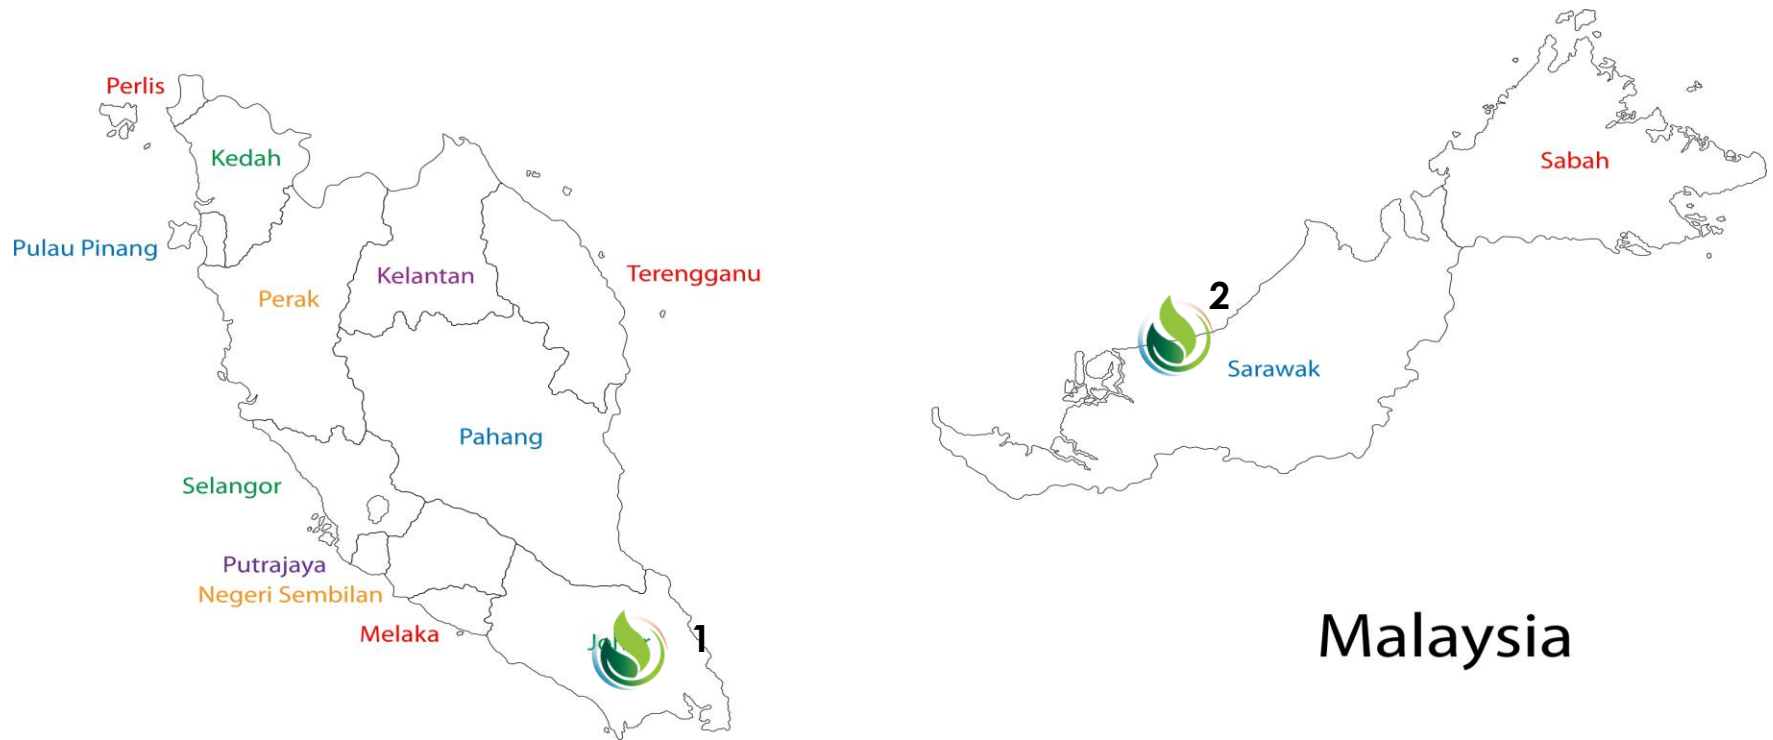 Perlis
Kedah
Sabah
Pulau Pinang
Kelantan
Terengganu
Perak
2
Sarawak
Pahang
Selangor
Putrajaya
Negeri Sembilan
Melaka
1
Malaysia